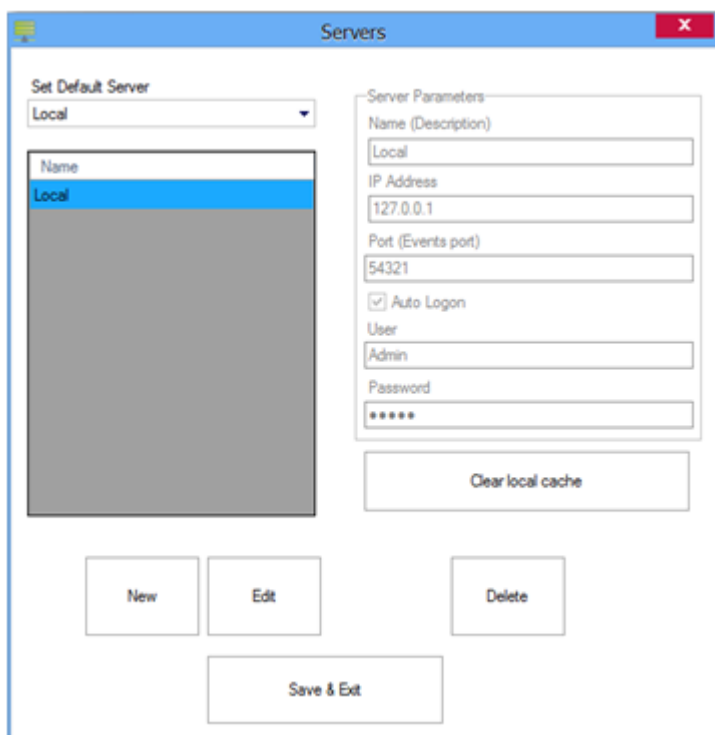 Servers
X
Set Default Server
Local
Name
Local
Server Parameters
Name (Description)
Local
IP Address
127.0.0.1
Port (Events port)
54321
Auto Logon
User
Admin
Password
•••••
Clear local cache
New
Edit
Delete
Save & Exit